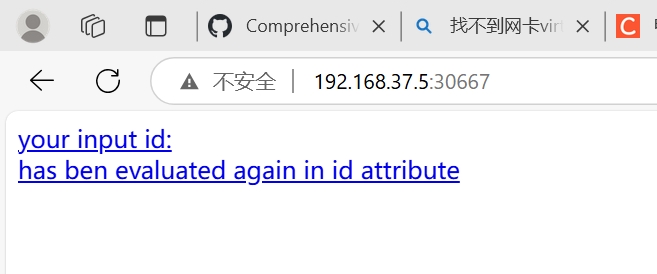 Comprehensiv
找不到网卡virt
不安全 192.168.37.5:30667
your input id:
has ben evaluated again in id attribute